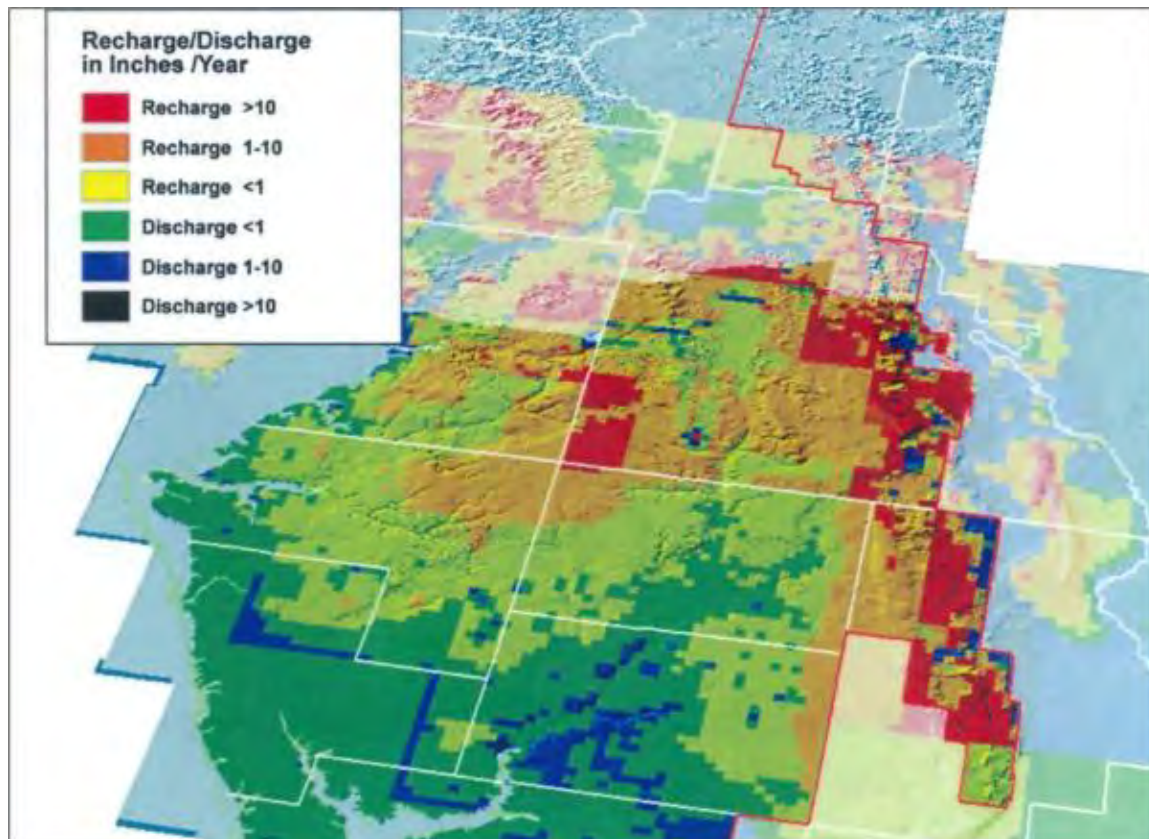 Recharge/Discharge
in Inches /Year
Recharge >10
Recharge 1-10
Recharge <1
Discharge <1
Discharge 1-10
Discharge >10